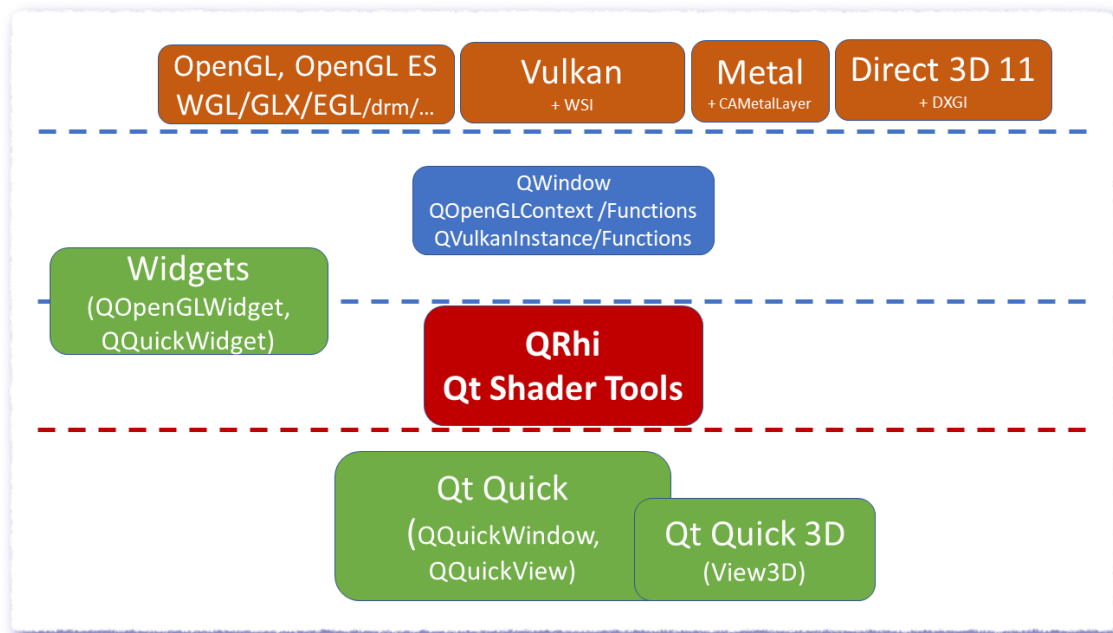 OpenGL, OpenGL ES
WGL/GLX/EGL/drm/...
Vulkan
+ WSI
Metal
+ CAMetalLayer
Direct 3D 11
+ DXGI
QWindow
QOpenGLContext /Functions
QVulkanInstance/Functions
Widgets
(QOpenGLWidget,
QQuickWidget)
QRhi
Qt Shader Tools
Qt Quick
(QQuickWindow,
QQuickView)
Qt Quick 3D
(View3D)